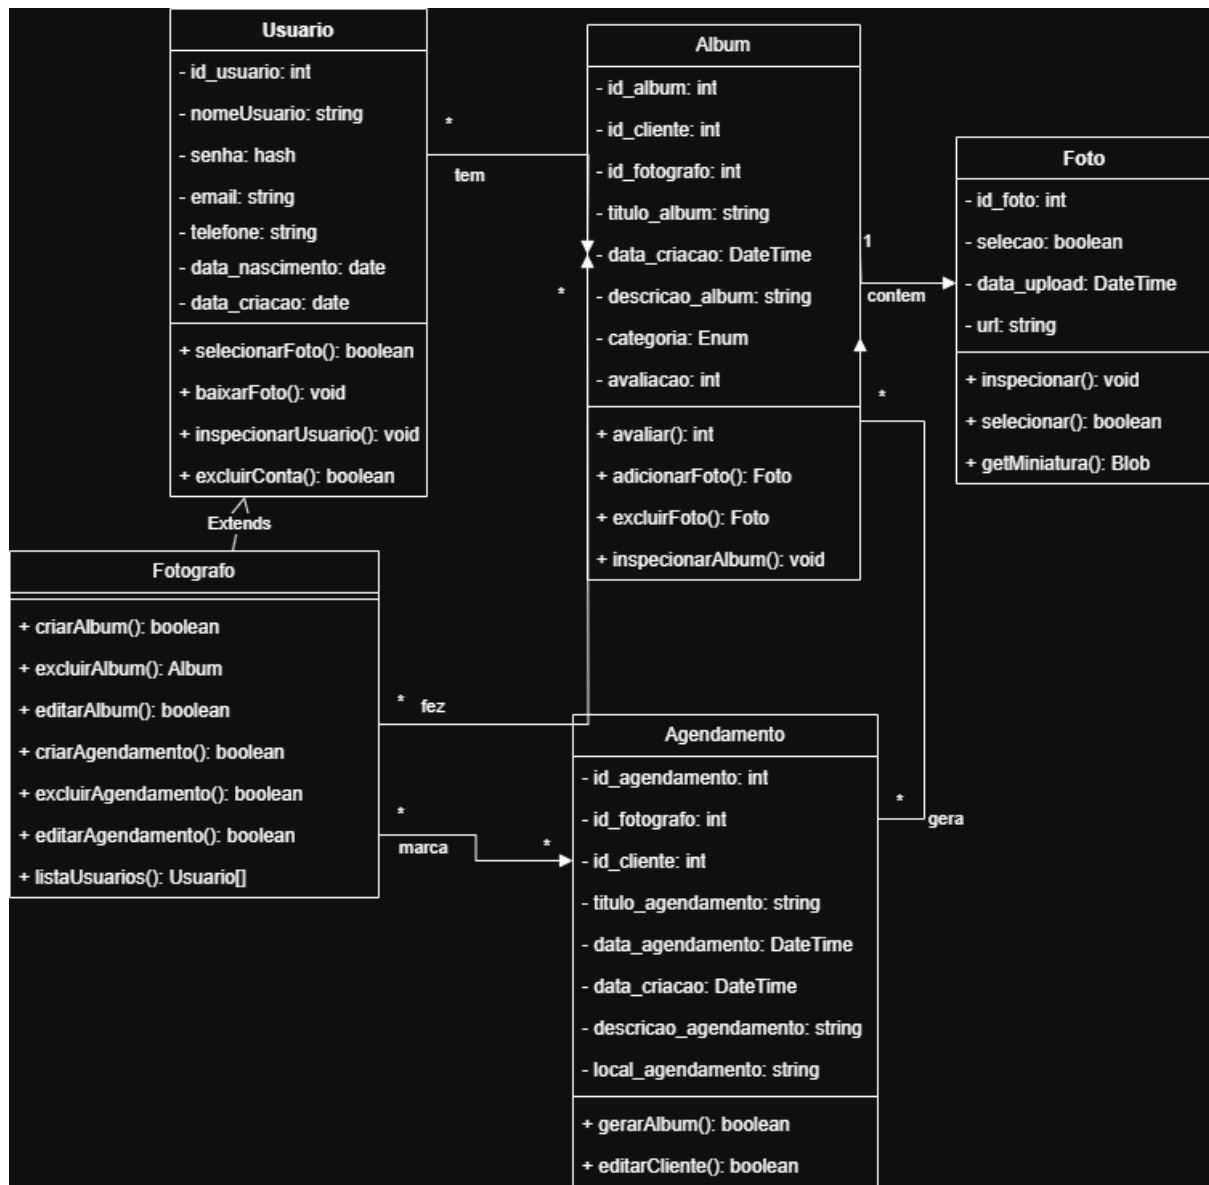 Usuario
- id_usuario: int
- nomeUsuario: string
- senha: hash
- email: string
- telefone: string
- data_nascimento: date
- data_criacao: date
+ selecionarFoto(): boolean
+ baixarFoto(): void
+ inspecionarUsuario(): void
+ excluirConta(): boolean
*
tem
*
Album
- id_album: int
- id_cliente: int
- id_fotografo: int
- titulo_album: string
- data_criacao: DateTime
- descricao_album: string
- categoria: Enum
- avaliacao: int
+ avaliar(): int
+ adicionarFoto(): Foto
+ excluirFoto(): Foto
+ inspecionarAlbum(): void
1
contem
*
Foto
- id_foto: int
- selecao: boolean
- data_upload: DateTime
- url: string
+ inspecionar(): void
+ selecionar(): boolean
+ getMiniatura(): Blob
Extends
Fotografo
+ criarAlbum(): boolean
+ excluirAlbum(): Album
+ editarAlbum(): boolean
+ criarAgendamento(): boolean
+ excluirAgendamento(): boolean
+ editarAgendamento(): boolean
+ listaUsuarios(): Usuario[]
* fez
*
marca
*
Agendamento
- id_agendamento: int
- id_fotografo: int
- id_cliente: int
- titulo_agendamento: string
- data_agendamento: DateTime
- data_criacao: DateTime
- descricao_agendamento: string
- local_agendamento: string
+ gerarAlbum(): boolean
+ editarCliente(): boolean
*
gera